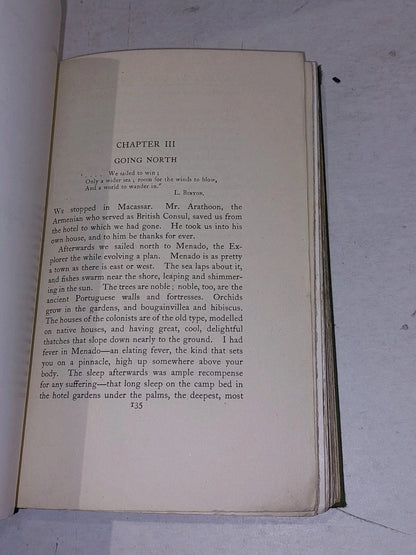 CHAPTER III
GOING NORTH
". . . . We sailed to win;
Only a wider sea; room for the winds to blow,
And a world to wander in."
L. BINYON.
We stopped in Macassar. Mr. Arathoon, the
Armenian who served as British Consul, saved us from
the hotel to which we had gone. He took us into his
own house, and to him be thanks for ever.
Afterwards we sailed north to Menado, the Ex-
plorer the while evolving a plan. Menado is as pretty
a town as there is east or west. The sea laps about it,
and fishes swarm near the shore, leaping and shimmer-
ing in the sun. The trees are noble; noble, too, are the
ancient Portuguese walls and fortresses. Orchids
grow in the gardens, and bougainvillea and hibiscus.
The houses of the colonists are of the old type, modelled
on native houses, and having great, cool, delightful
thatches that slope down nearly to the ground. I had
fever in Menado—an elating fever, the kind that sets
you on a pinnacle, high up somewhere above your
body. The sleep afterwards was ample recompense
for any suffering—that long sleep on the camp bed in
the hotel gardens under the palms, the deepest, most
135